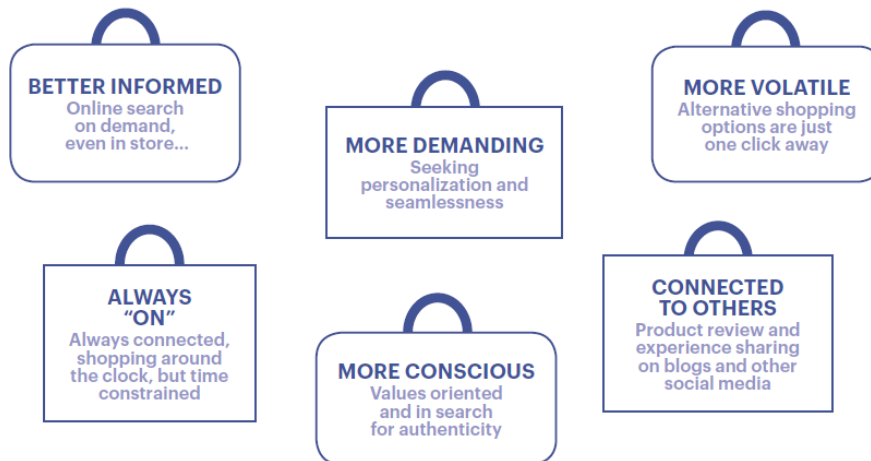 BETTER INFORMED
Online search
on demand,
even in store...
MORE DEMANDING
Seeking
personalization and
seamlessness
MORE VOLATILE
Alternative shopping
options are just
one click away
ALWAYS
“ON”
Always connected,
shopping around
the clock, but time
constrained
MORE CONSCIOUS
Values oriented
and in search
for authenticity
CONNECTED
TO OTHERS
Product review and
experience sharing
on blogs and other
social media